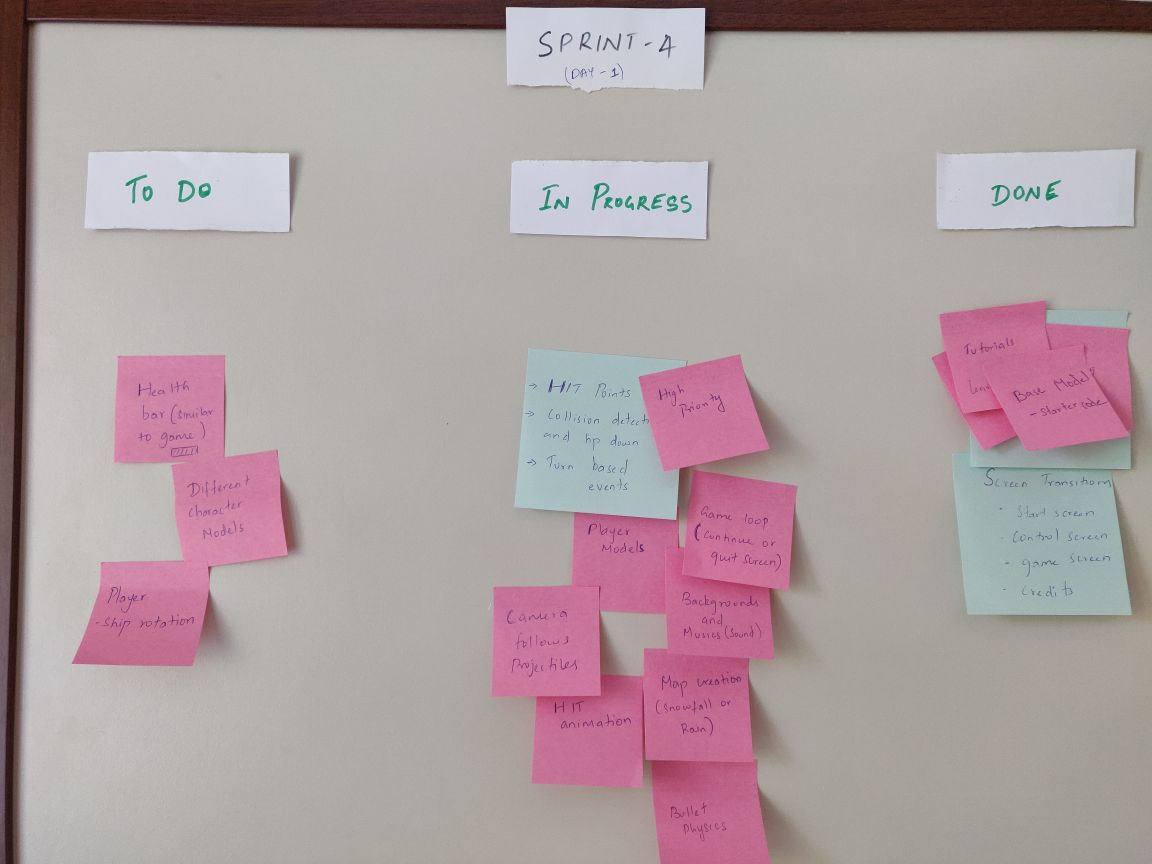 SPRINT-4
(DAY-1)
TO DO
IN PROGRESS
DONE
Health
bar (similar
to game)
Different
Character
Models
Player
- Ship rotation
→ HIT Points
→ Collision
and hp down
→ Turn based
events
High
Priority
Player
Models
Game loop
(Continue or
quit screen)
Camera
follows
Projectiles
Backgrounds
and
Musics (Sound)
HIT
animation
Map creation
(Snowfall or
Rain)
Bullet
Physics
Tutorials
Base Model
- starter code
Screen Transitions
· Start screen
· Control screen
· game screen
· credits